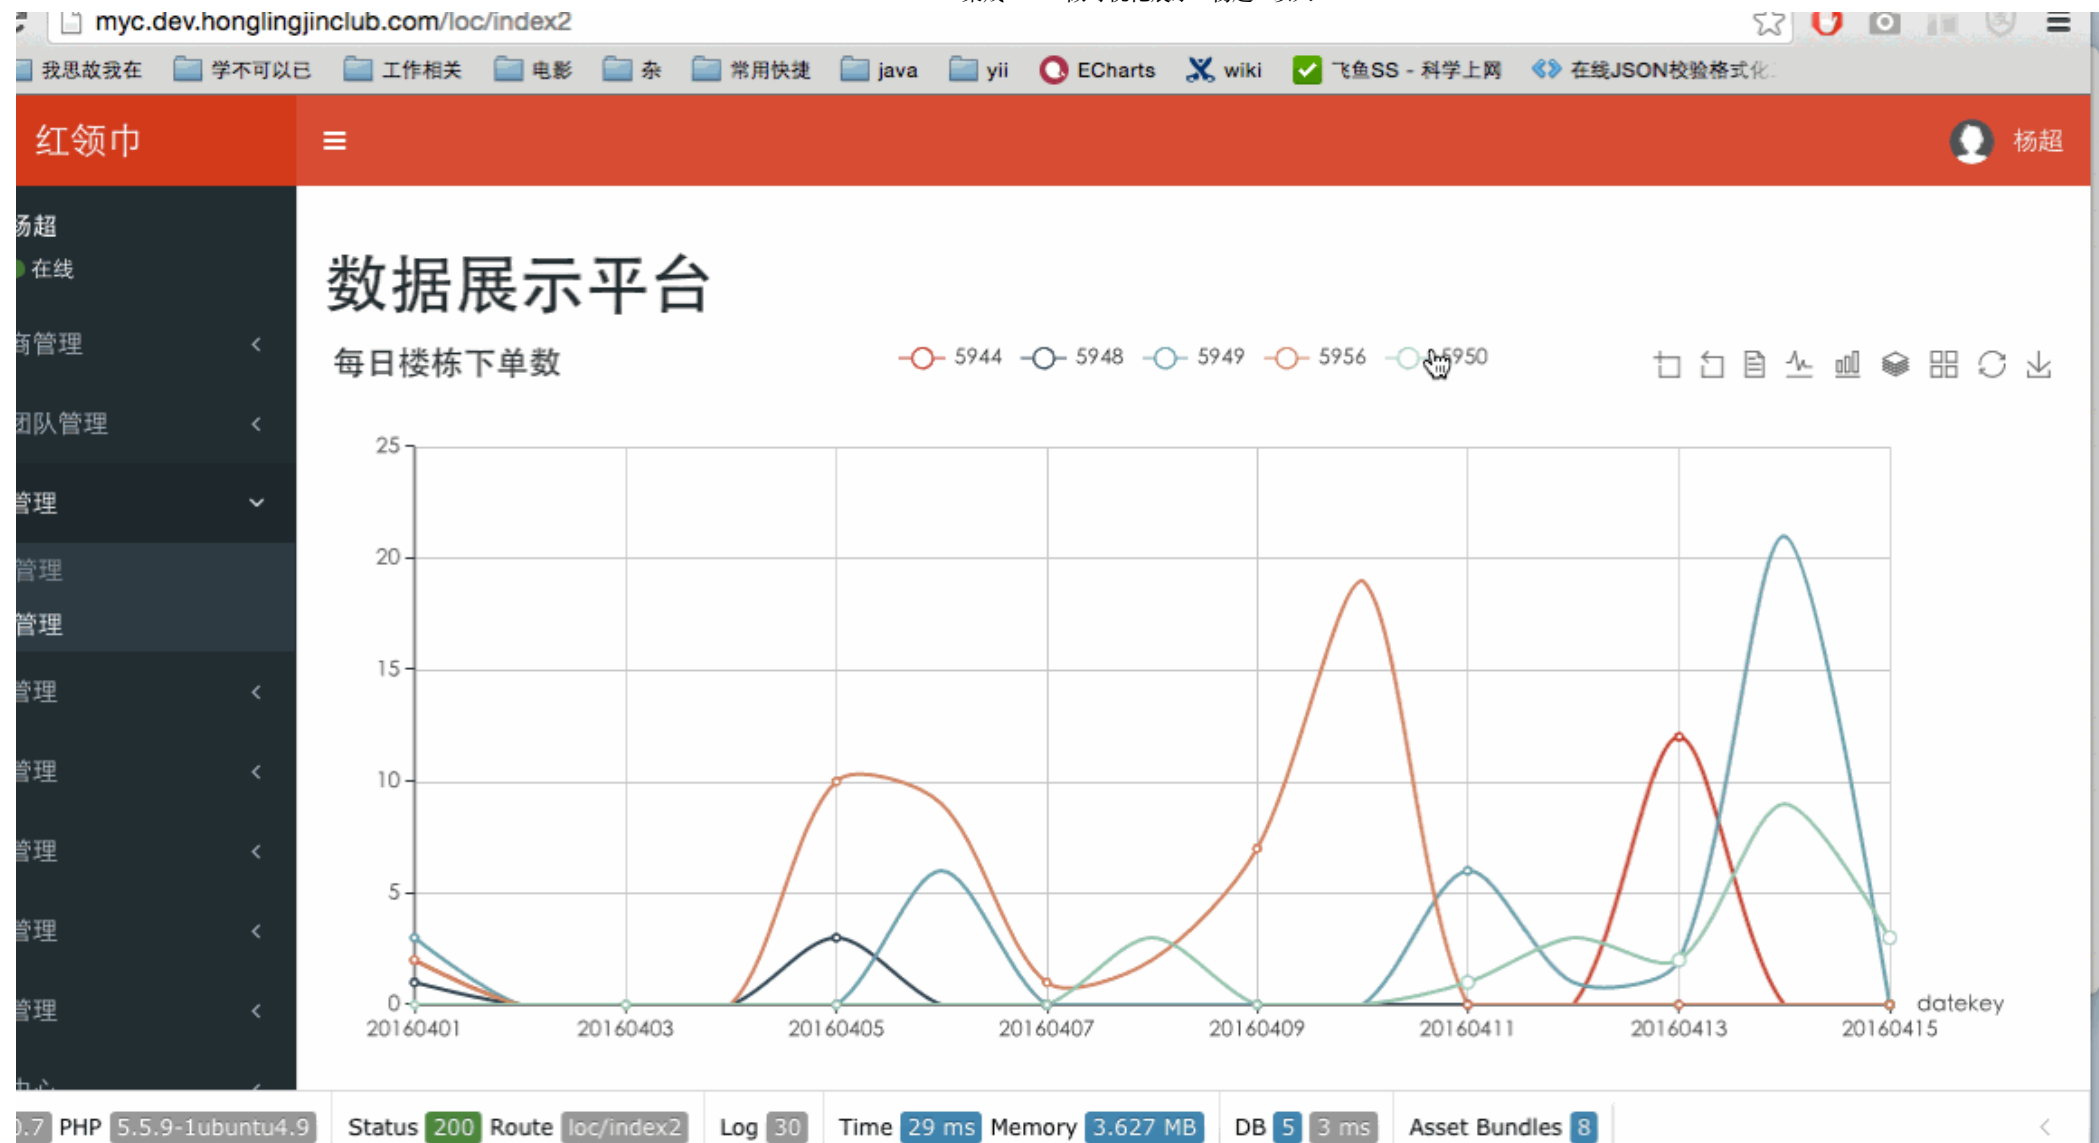 myc.dev.honglingjinclub.com/loc/index2
我思故我在 学不可以已 工作相关 电影 杂 常用快捷 java yii ECharts wiki 飞鱼SS - 科学上网 在线JSON校验格式化
红领巾 杨超
杨超
在线
数据展示平台
商管理
每日楼栋下单数
5944 5948 5949 5956 5950
团队管理
管理
管理
管理
管理
管理
管理
管理
管理
25
20
15
10
5
0
20160401 20160403 20160405 20160407 20160409 20160411 20160413 20160415
datekey
0.7 PHP 5.5.9-1ubuntu4.9 Status 200 Route loc/index2 Log 30 Time 29 ms Memory 3.627 MB DB 5 3 ms Asset Bundles 8